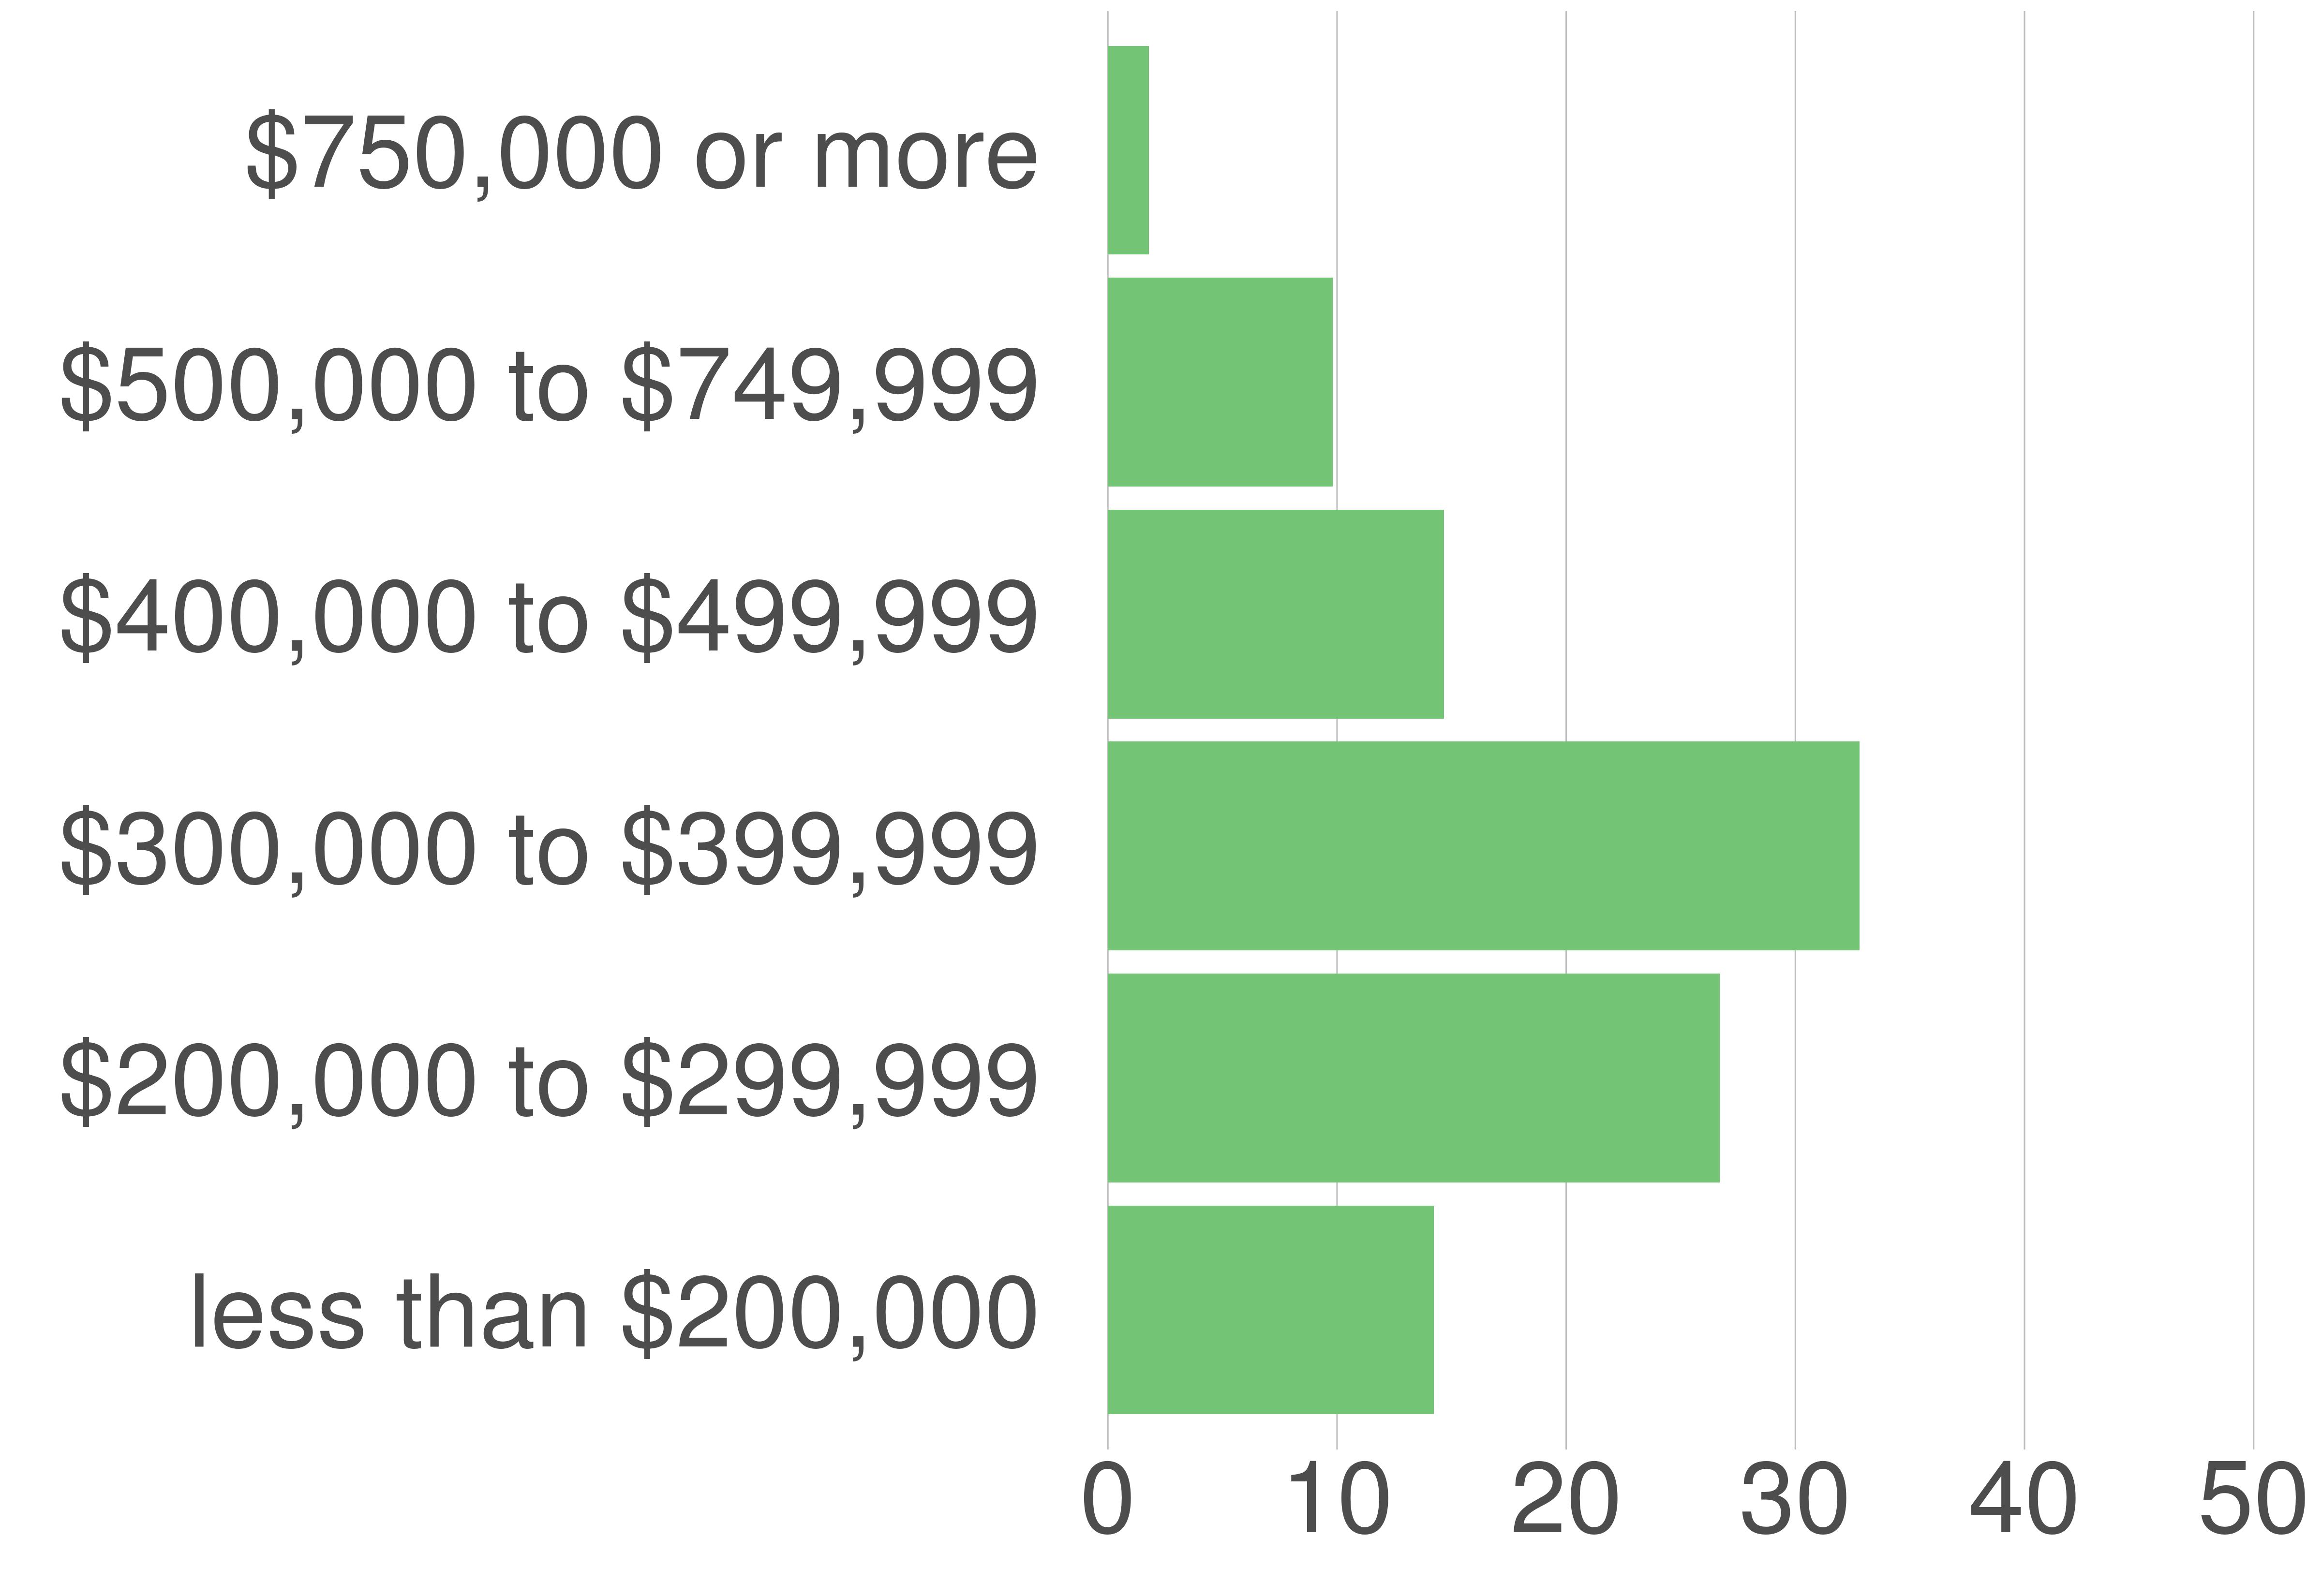 $750,000 or more
$500,000 to $749,999
$400,000 to $499,999
$300,000 to $399,999
$200,000 to $299,999
less than $200,000
0 10 20 30 40 50